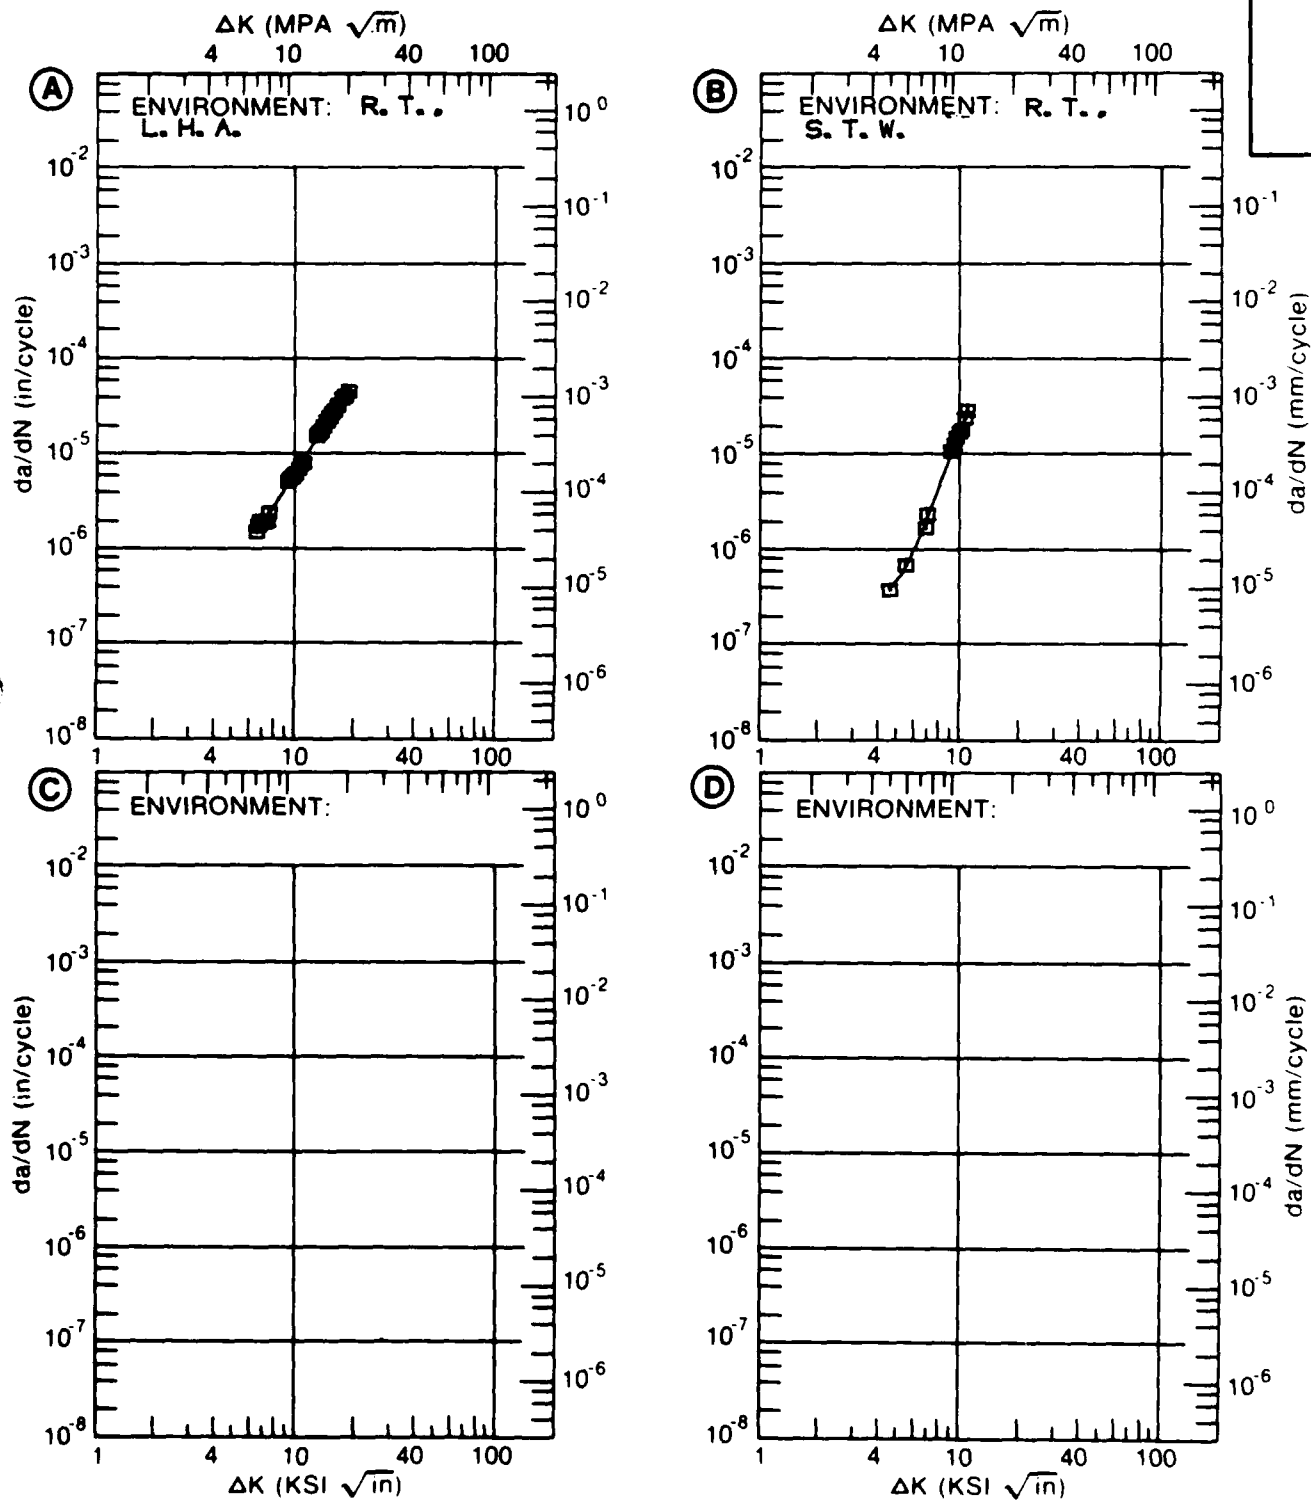 ΔK (MPA √m) ΔK (MPA √m)
4 10 40 100 4 10 40 100
A B
ENVIRONMENT: R. T.. ENVIRONMENT: R. T..
L. H. A. S. T. W.
10^0
10^-2 10^-2
10^-1 10^-1
10^-3 10^-3
10^-2 10^-2
10^-4 10^-4
10^-3 10^-3
10^-5 10^-5
10^-4 10^-4
10^-6 10^-6
10^-5 10^-5
10^-7 10^-7
10^-6 10^-6
10^-8 10^-8
da/dN (in/cycle) da/dN (mm/cycle)
1 4 10 40 100 1 4 10 40 100
C D
ENVIRONMENT: ENVIRONMENT:
10^0 10^0
10^-2 10^-2
10^-1 10^-1
10^-3 10^-3
10^-2 10^-2
10^-4 10^-4
10^-3 10^-3
10^-5 10^-5
10^-4 10^-4
10^-6 10^-6
10^-5 10^-5
10^-7 10^-7
10^-6 10^-6
10^-8 10^-8
da/dN (in/cycle) da/dN (mm/cycle)
1 4 10 40 100 1 4 10 40 100
ΔK (KSI √in) ΔK (KSI √in)